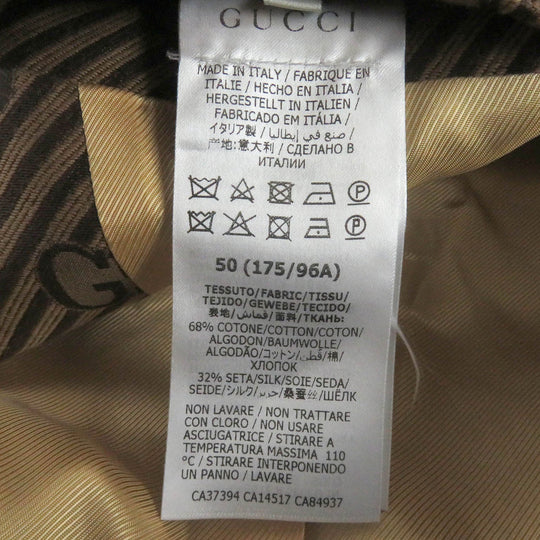 GUCCI
MADE IN ITALY / FABRIQUE EN
ITALIE / HECHO EN ITALIA /
HERGESTELLT IN ITALIEN /
FABRICADO EM ITÁLIA /
イタリア製 / صنع في إيطاليا /
产地:意大利 / СДЕЛАНО В
ИТАЛИИ
50 (175/96A)
TESSUTO/FABRIC/TISSU/
TEJIDO/GEWEBE/TECIDO/
表地/قماش/面料/ТКАНЬ:
68% COTONE/COTTON/COTON/
ALGODON/BAUMWOLLE/
ALGODÃO/コットン/قطن/棉/
ХЛОПОК
32% SETA/SILK/SOIE/SEDA/
SEIDE/シルク/حرير/桑蚕丝/ШЁЛК
NON LAVARE / NON TRATTARE
CON CLORO / NON USARE
ASCIUGATRICE / STIRARE A
TEMPERATURA MASSIMA 110
°C / STIRARE INTERPONENDO
UN PANNO / LAVARE
CA37394 CA14517 CA84937
G